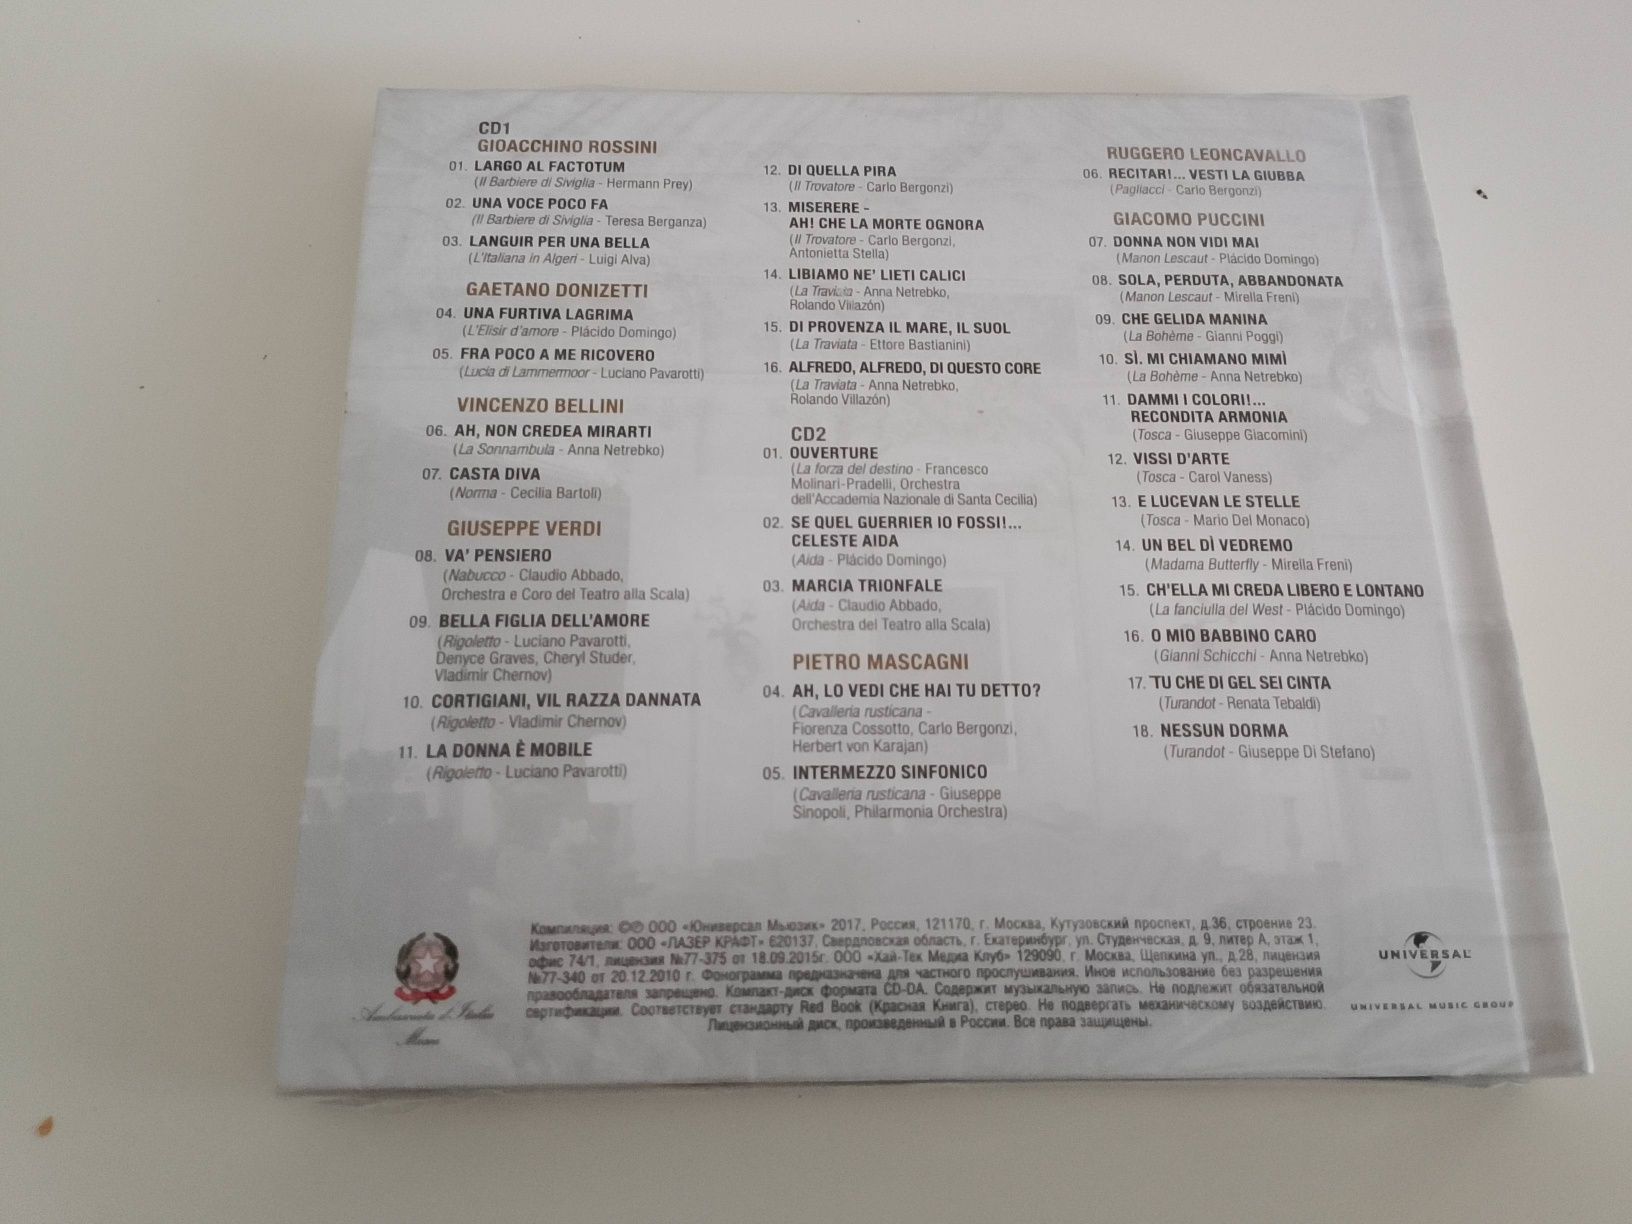 CD1
GIOACCHINO ROSSINI
01. LARGO AL FACTOTUM
(Il Barbiere di Siviglia - Hermann Prey)
02. UNA VOCE POCO FA
(Il Barbiere di Siviglia - Teresa Berganza)
03. LANGUIR PER UNA BELLA
(L'Italiana in Algeri - Luigi Alva)
GAETANO DONIZETTI
04. UNA FURTIVA LAGRIMA
(L'Elisir d'amore - Plácido Domingo)
05. FRA POCO A ME RICOVERO
(Lucia di Lammermoor - Luciano Pavarotti)
VINCENZO BELLINI
06. AH, NON CREDEA MIRARTI
(La Sonnambula - Anna Netrebko)
07. CASTA DIVA
(Norma - Cecilia Bartoli)
GIUSEPPE VERDI
08. VA' PENSIERO
(Nabucco - Claudio Abbado,
Orchestra e Coro del Teatro alla Scala)
09. BELLA FIGLIA DELL'AMORE
(Rigoletto - Luciano Pavarotti,
Denyce Graves, Cheryl Studer,
Vladimir Chernov)
10. CORTIGIANI, VIL RAZZA DANNATA
(Rigoletto - Vladimir Chernov)
11. LA DONNA È MOBILE
(Rigoletto - Luciano Pavarotti)
12. DI QUELLA PIRA
(Il Trovatore - Carlo Bergonzi)
13. MISERERE -
AH! CHE LA MORTE OGNORA
(Il Trovatore - Carlo Bergonzi,
Antonietta Stella)
14. LIBIAMO NE' LIETI CALICI
(La Traviata - Anna Netrebko,
Rolando Villazón)
15. DI PROVENZA IL MARE, IL SUOL
(La Traviata - Ettore Bastianini)
16. ALFREDO, ALFREDO, DI QUESTO CORE
(La Traviata - Anna Netrebko,
Rolando Villazón)
CD2
01. OUVERTURE
(La forza del destino - Francesco
Molinari-Pradelli, Orchestra
dell'Accademia Nazionale di Santa Cecilia)
02. SE QUEL GUERRIER IO FOSSI!...
CELESTE AIDA
(Aida - Plácido Domingo)
03. MARCIA TRIONFALE
(Aida - Claudio Abbado,
Orchestra del Teatro alla Scala)
PIETRO MASCAGNI
04. AH, LO VEDI CHE HAI TU DETTO?
(Cavalleria rusticana -
Fiorenza Cossotto, Carlo Bergonzi,
Herbert von Karajan)
05. INTERMEZZO SINFONICO
(Cavalleria rusticana - Giuseppe
Sinopoli, Philarmonia Orchestra)
RUGGERO LEONCAVALLO
06. RECITAR!... VESTI LA GIUBBA
(Pagliacci - Carlo Bergonzi)
GIACOMO PUCCINI
07. DONNA NON VIDI MAI
(Manon Lescaut - Plácido Domingo)
08. SOLA, PERDUTA, ABBANDONATA
(Manon Lescaut - Mirella Freni)
09. CHE GELIDA MANINA
(La Bohème - Gianni Poggi)
10. SÌ. MI CHIAMANO MIMÌ
(La Bohème - Anna Netrebko)
11. DAMMI I COLORI!...
RECONDITA ARMONIA
(Tosca - Giuseppe Giacomini)
12. VISSI D'ARTE
(Tosca - Carol Vaness)
13. E LUCEVAN LE STELLE
(Tosca - Mario Del Monaco)
14. UN BEL DÌ VEDREMO
(Madama Butterfly - Mirella Freni)
15. CH'ELLA MI CREDA LIBERO E LONTANO
(La fanciulla del West - Plácido Domingo)
16. O MIO BABBINO CARO
(Gianni Schicchi - Anna Netrebko)
17. TU CHE DI GEL SEI CINTA
(Turandot - Renata Tebaldi)
18. NESSUN DORMA
(Turandot - Giuseppe Di Stefano)
Ambasciata d'Italia
Mosca
Компиляция: ©℗ ООО «Юниверсал Мьюзик» 2017, Россия, 121170, г. Москва, Кутузовский проспект, д.36, строение 23.
Изготовители: ООО «ЛАЗЕР КРАФТ» 620137, Свердловская область, г. Екатеринбург, ул. Студенческая, д. 9, литер А, этаж 1,
офис 74/1, лицензия №77-375 от 18.09.2015г. ООО «Хай-Тек Медиа Клуб» 129090, г. Москва, Щепкина ул., д.28, лицензия
№77-340 от 20.12.2010 г. Фонограмма предназначена для частного прослушивания. Иное использование без разрешения
правообладателя запрещено. Компакт-диск формата CD-DA. Содержит музыкальную запись. Не подлежит обязательной
сертификации. Соответствует стандарту Red Book (Красная Книга), стерео. Не подвергать механическому воздействию.
Лицензионный диск, произведенный в России. Все права защищены.
UNIVERSAL
UNIVERSAL MUSIC GROUP